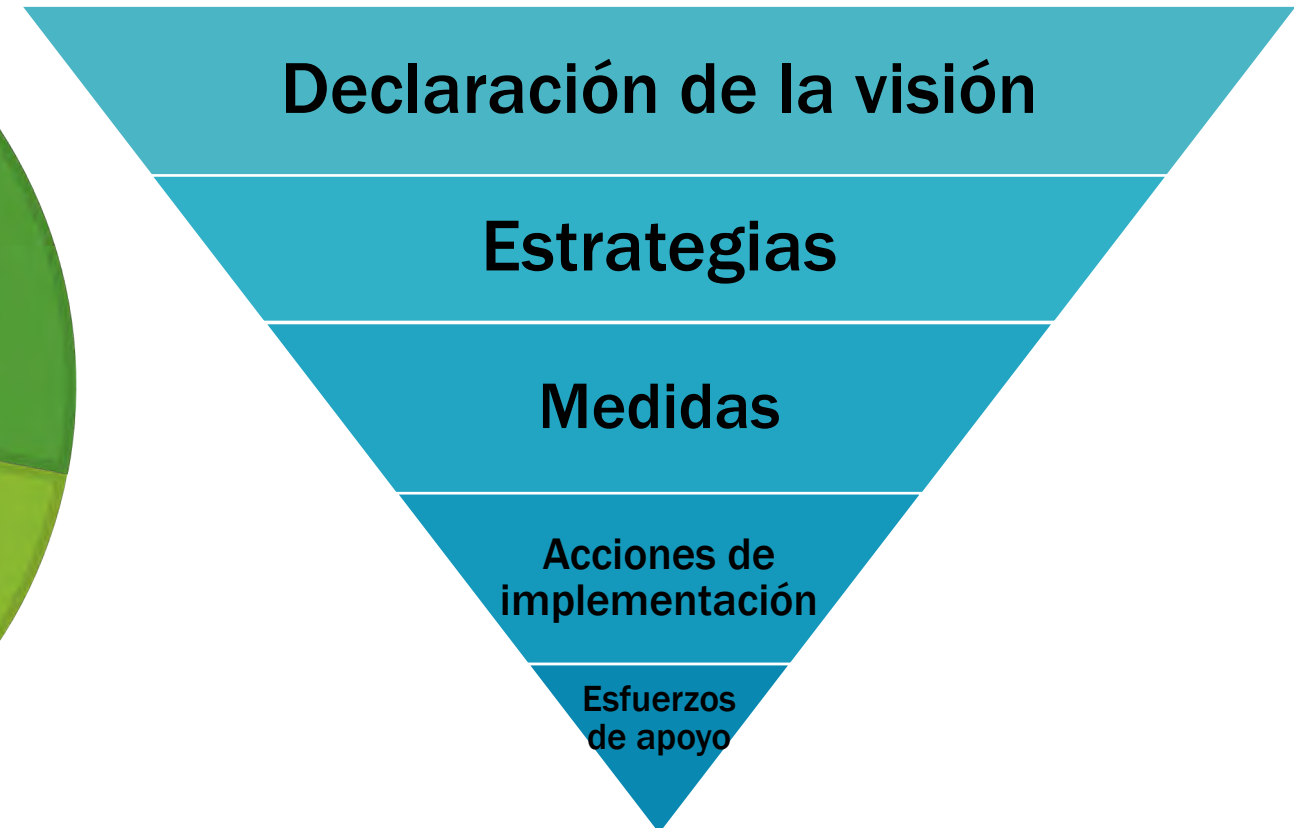 Declaración de la visión
Estrategias
Medidas
Acciones de
implementación
Esfuerzos
de apoyo